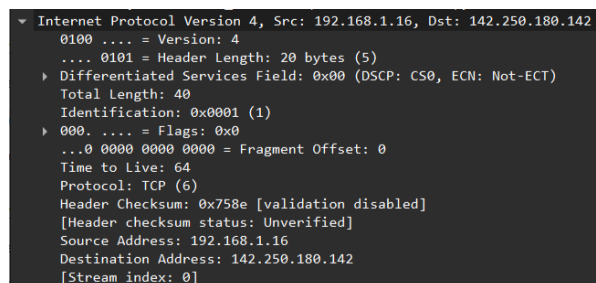 Internet Protocol Version 4, Src: 192.168.1.16, Dst: 142.250.180.142
0100 .... = Version: 4
.... 0101 = Header Length: 20 bytes (5)
Differentiated Services Field: 0x00 (DSCP: CS0, ECN: Not-ECT)
Total Length: 40
Identification: 0x0001 (1)
000. .... = Flags: 0x0
...0 0000 0000 0000 = Fragment Offset: 0
Time to Live: 64
Protocol: TCP (6)
Header Checksum: 0x758e [validation disabled]
[Header checksum status: Unverified]
Source Address: 192.168.1.16
Destination Address: 142.250.180.142
[Stream index: 0]